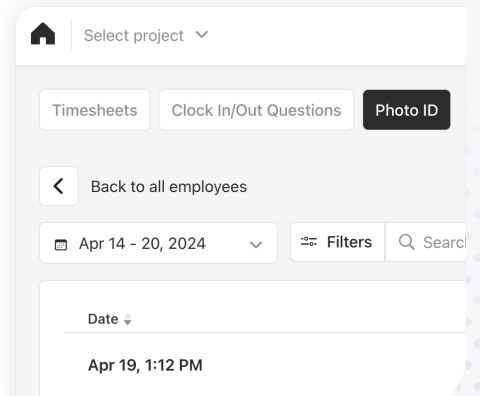 Select project
Timesheets Clock In/Out Questions Photo ID
Back to all employees
Apr 14 - 20, 2024 Filters
Date
Apr 19, 1:12 PM